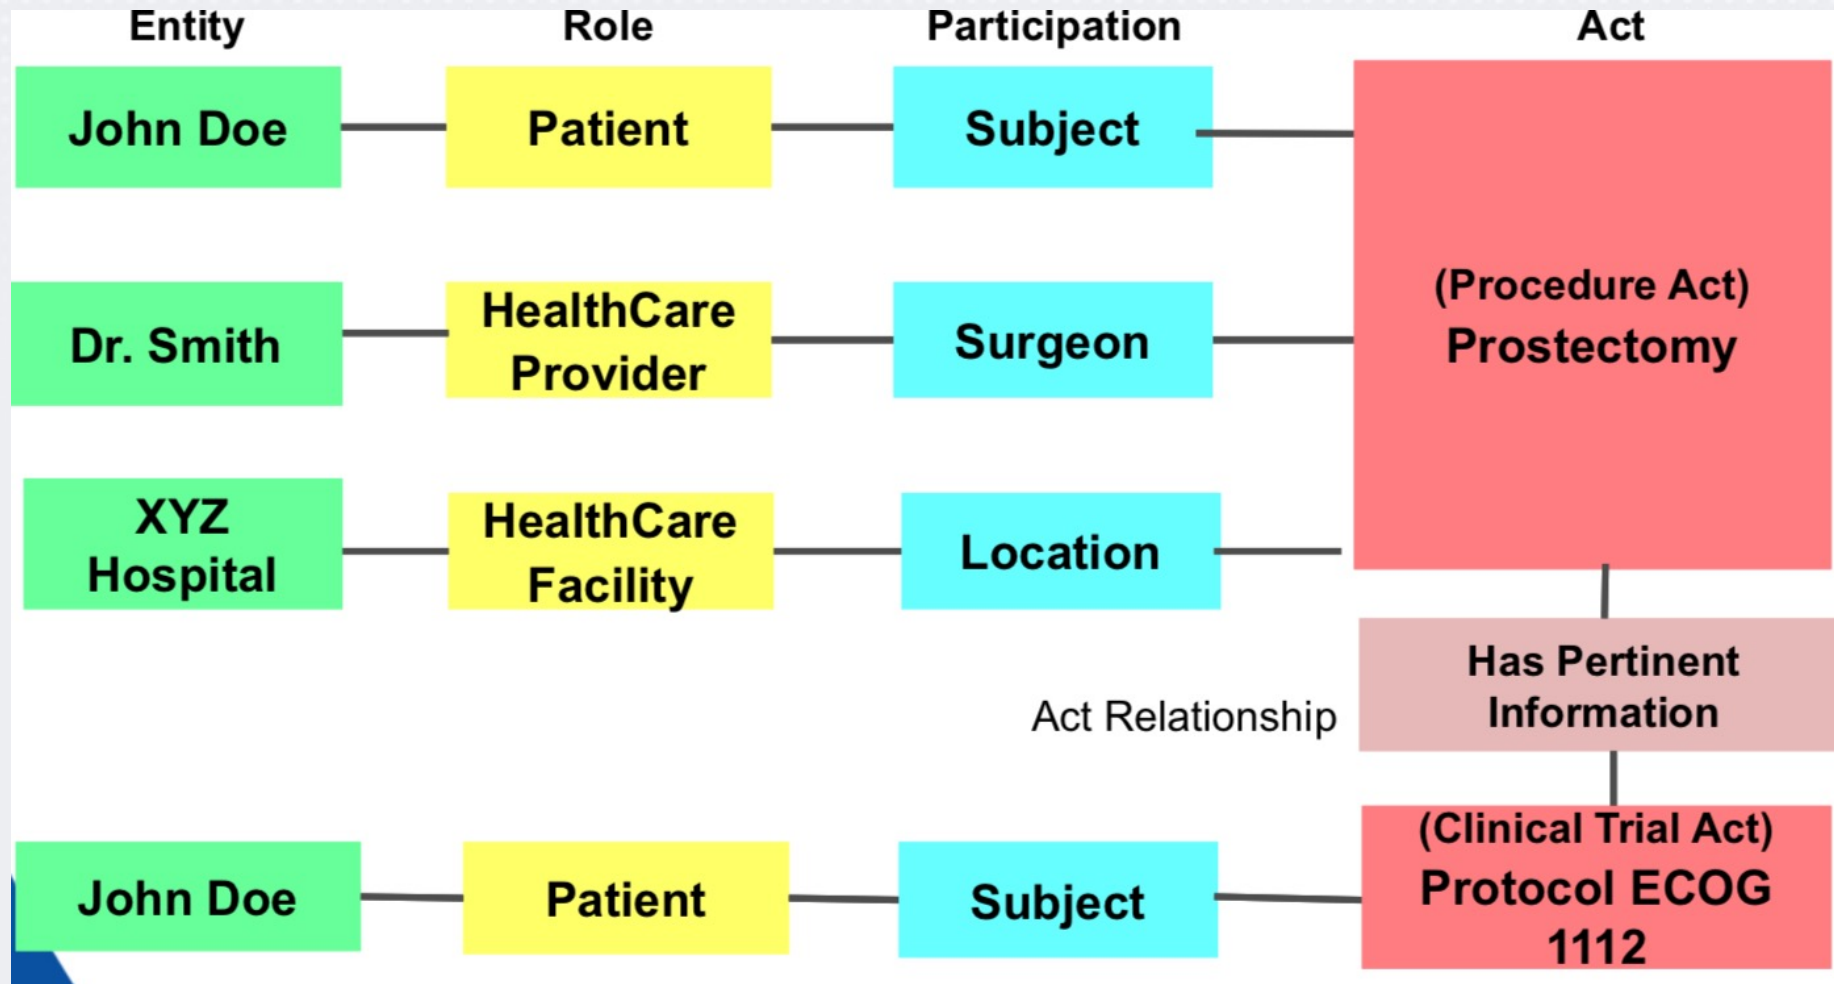 Entity Role Participation Act
John Doe
Patient
Subject
Dr. Smith
HealthCare
Provider
Surgeon
(Procedure Act)
Prostectomy
XYZ
Hospital
HealthCare
Facility
Location
Act Relationship
Has Pertinent
Information
John Doe
Patient
Subject
(Clinical Trial Act)
Protocol ECOG
1112